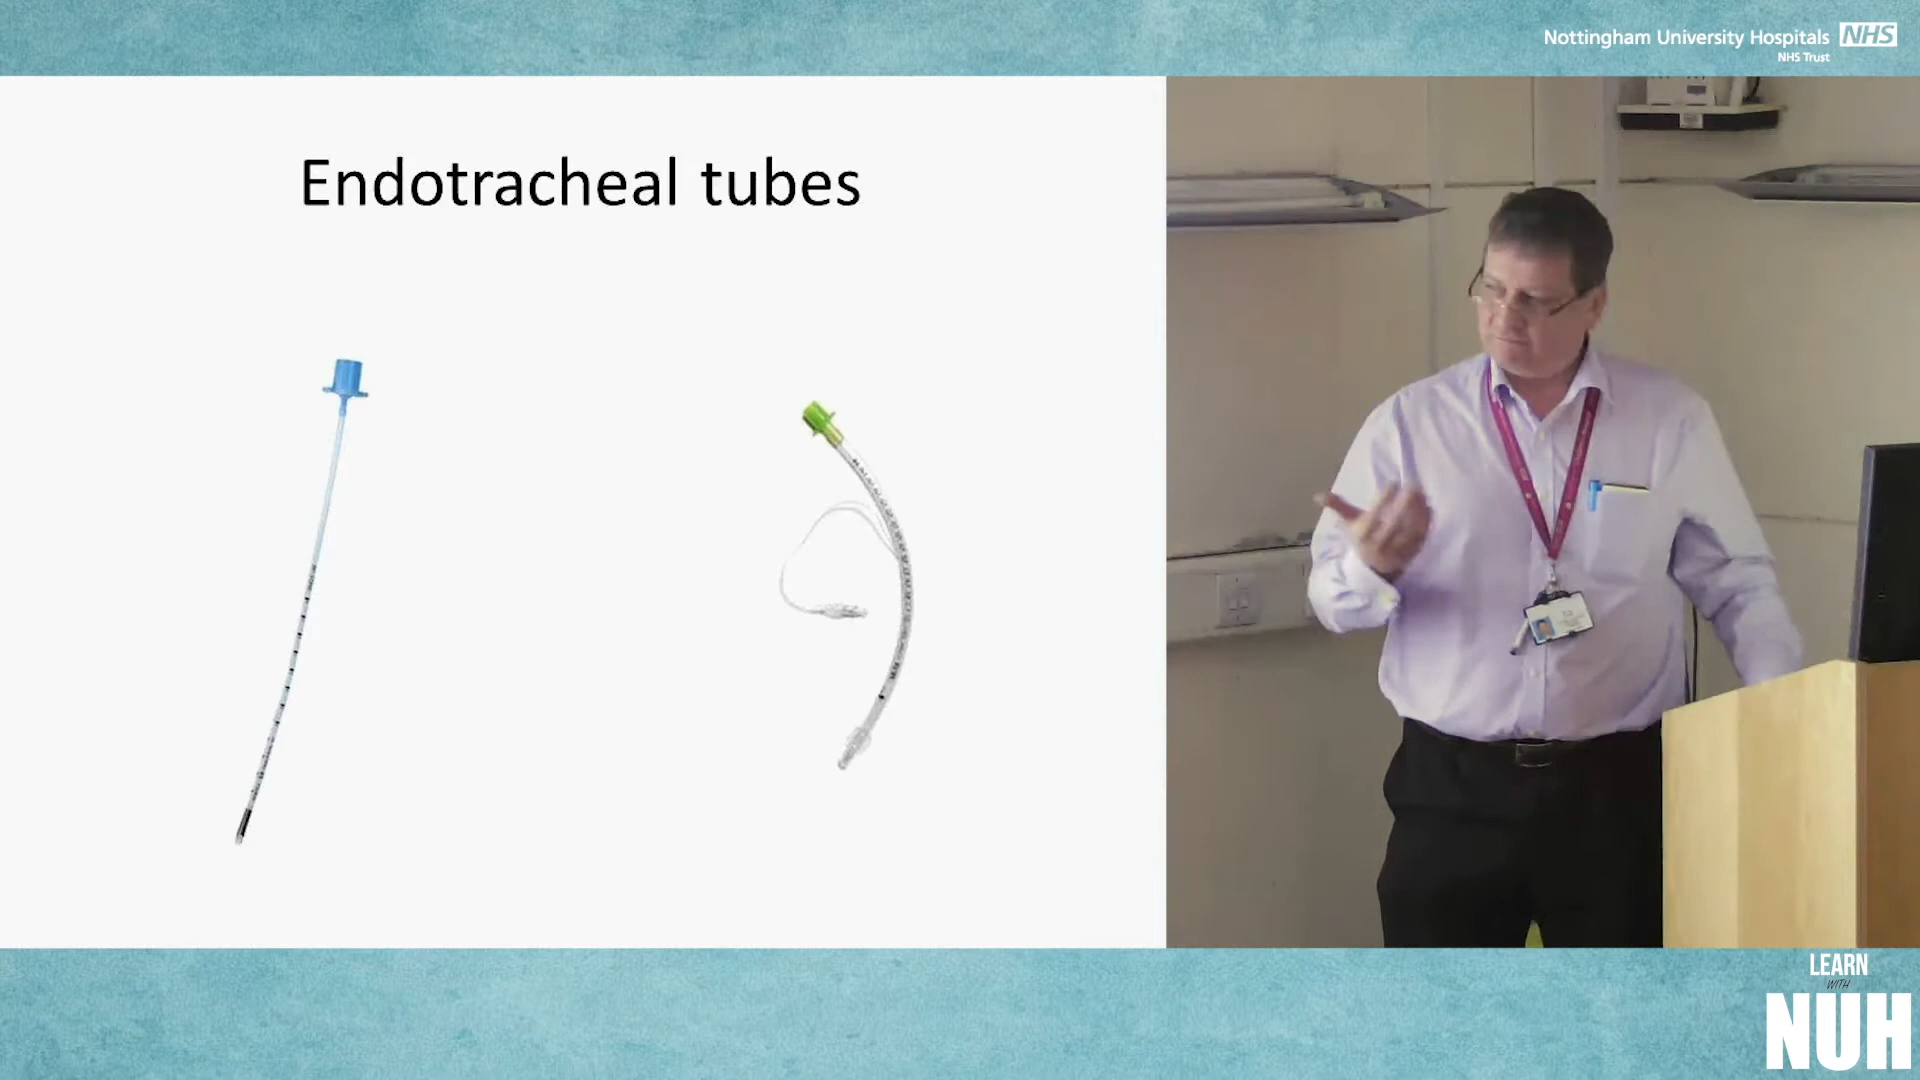 Nottingham University Hospitals NHS
NHS Trust
Endotracheal tubes
LEARN
WITH
NUH